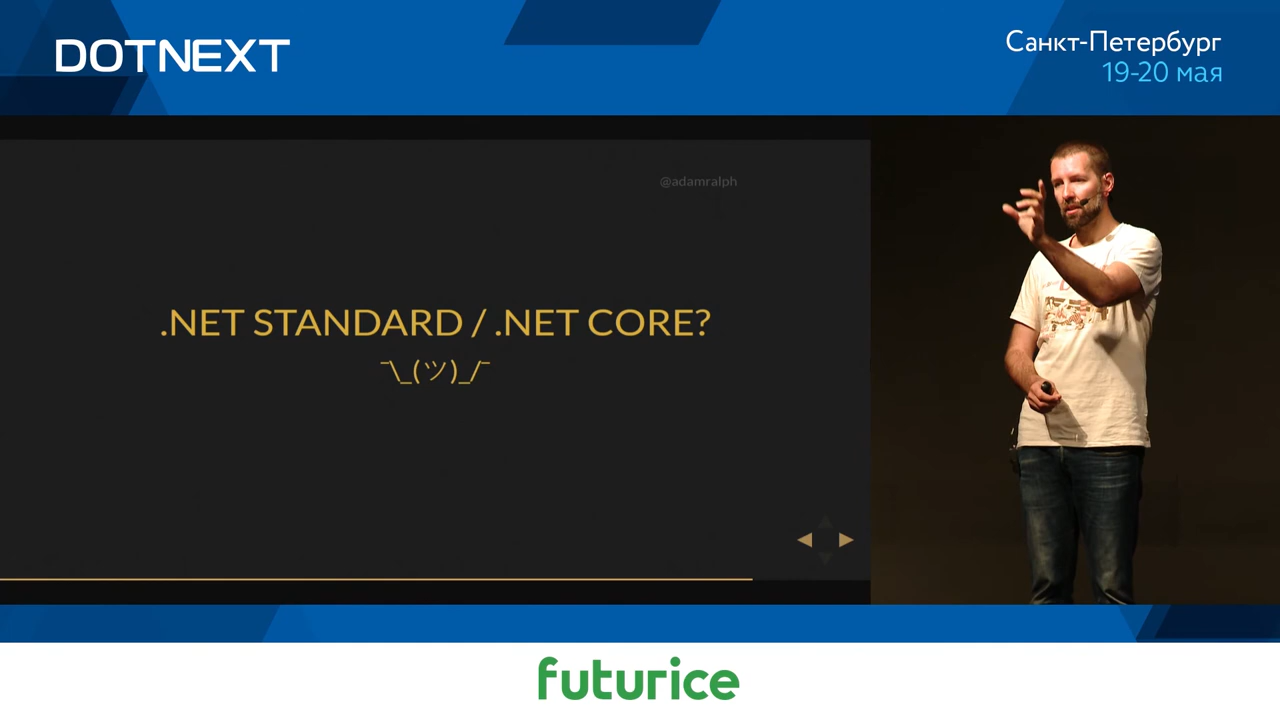 DOTNEXT
Санкт-Петербург
19-20 мая
@adamralph
.NET STANDARD / .NET CORE?
¯\_(ツ)_/¯
futurice